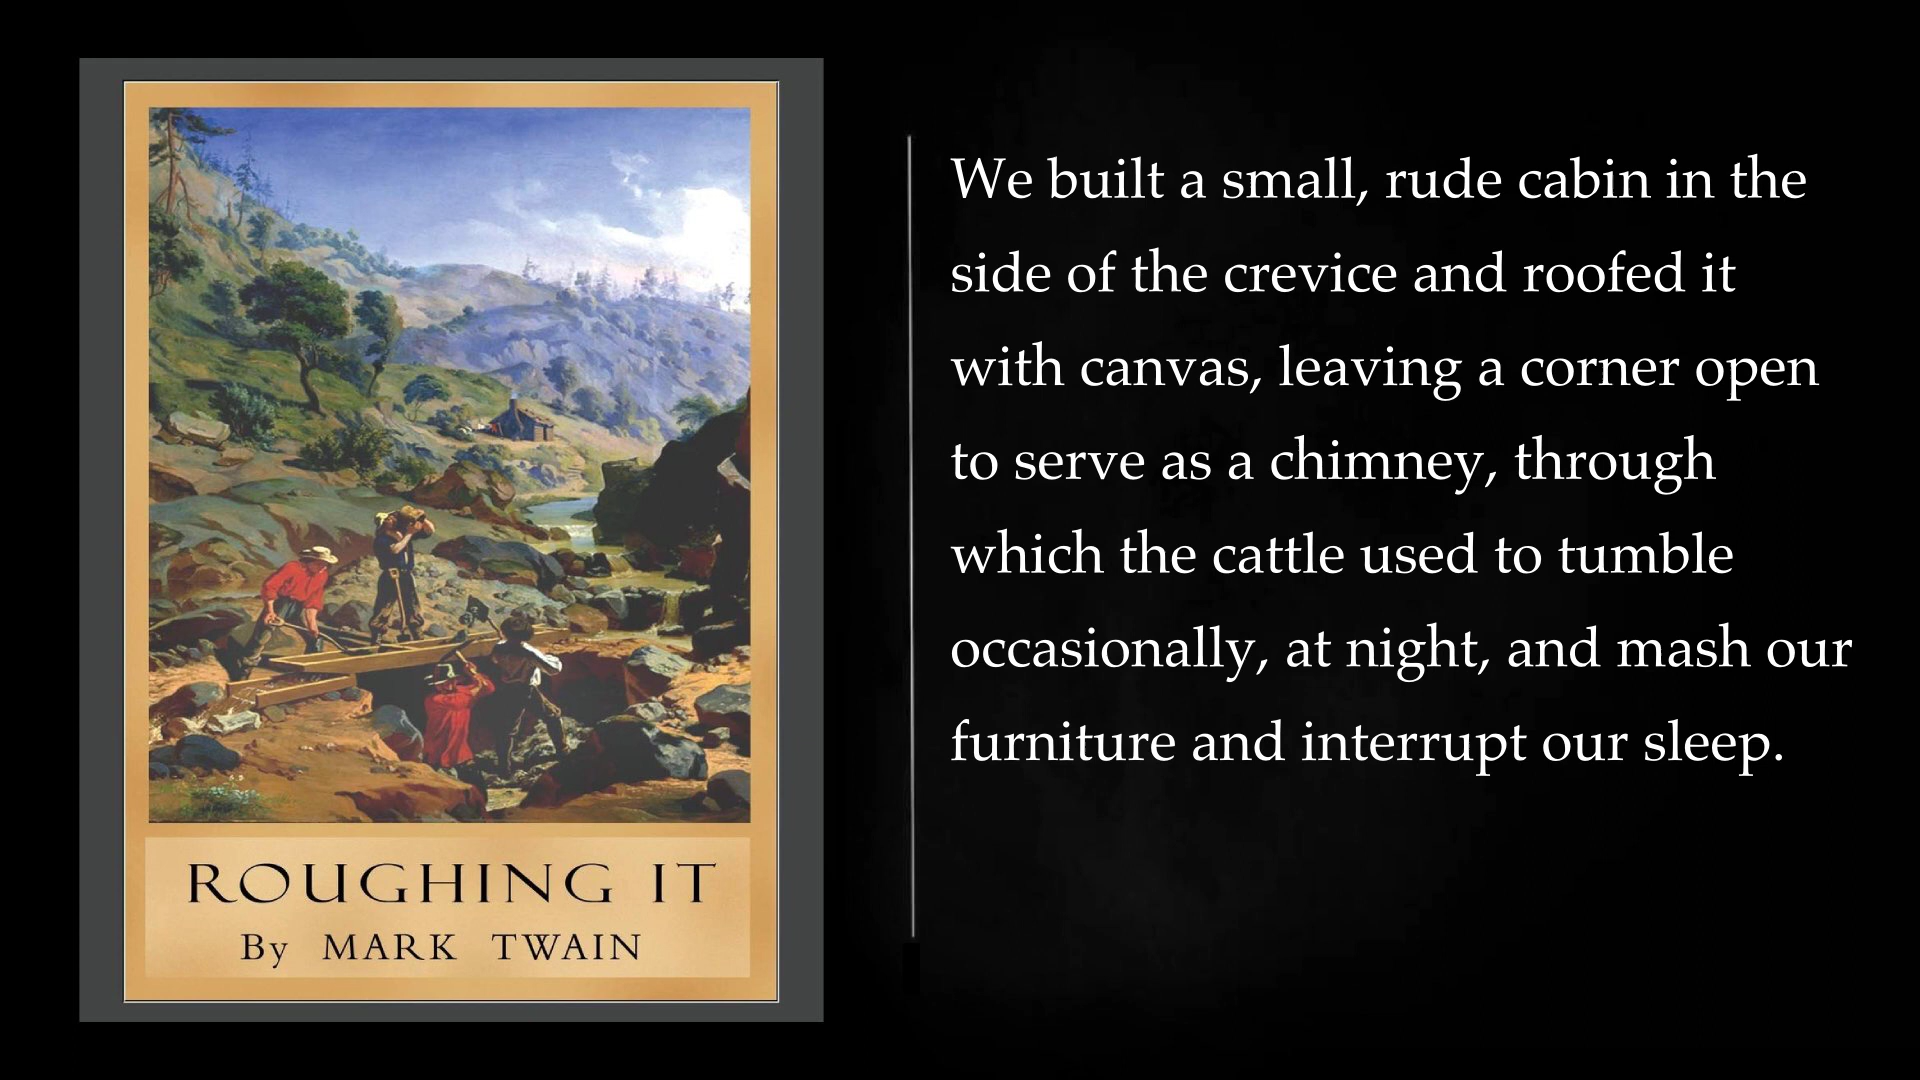 ROUGHING IT
By MARK TWAIN
We built a small, rude cabin in the
side of the crevice and roofed it
with canvas, leaving a corner open
to serve as a chimney, through
which the cattle used to tumble
occasionally, at night, and mash our
furniture and interrupt our sleep.